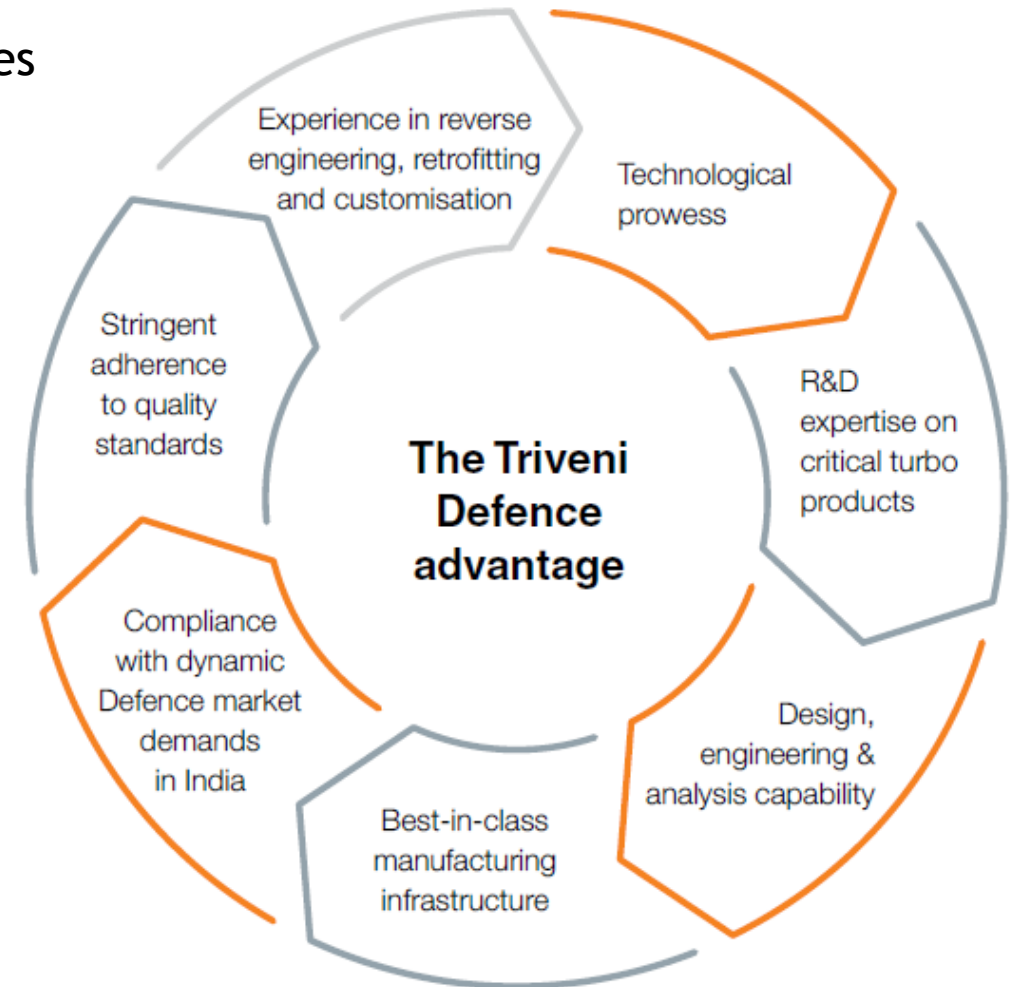 es
Experience in reverse
engineering, retrofitting
and customisation
Technological
prowess
R&D
expertise on
critical turbo
products
Design,
engineering &
analysis capability
Best-in-class
manufacturing
infrastructure
Compliance
with dynamic
Defence market
demands
in India
Stringent
adherence
to quality
standards
The Triveni
Defence
advantage